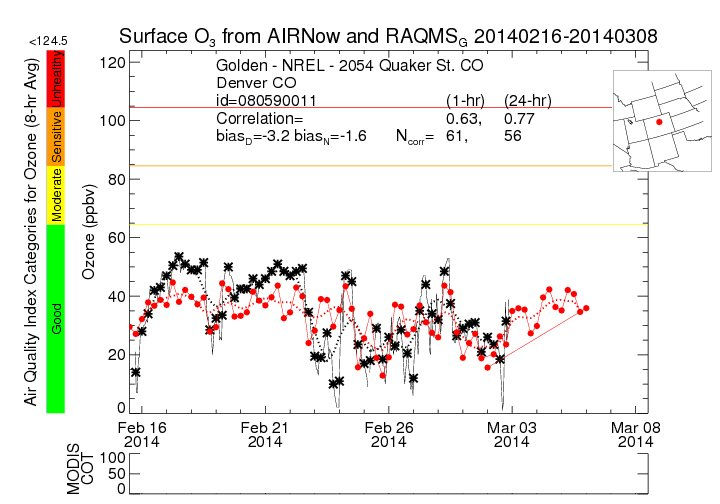 Surface O3 from AIRNow and RAQMSG 20140216-20140308
<124.5
Golden - NREL - 2054 Quaker St. CO
Denver CO
id=080590011 (1-hr) (24-hr)
Correlation= 0.63, 0.77
biasD=-3.2 biasN=-1.6 Ncorr= 61, 56
Air Quality Index Categories for Ozone (8-hr Avg)
Unhealthy
Sensitive
Moderate
Good
Ozone (ppbv)
120
100
80
60
40
20
0
Feb 16 Feb 21 Feb 26 Mar 03 Mar 08
2014 2014 2014 2014 2014
MODIS
COT
100
50
0